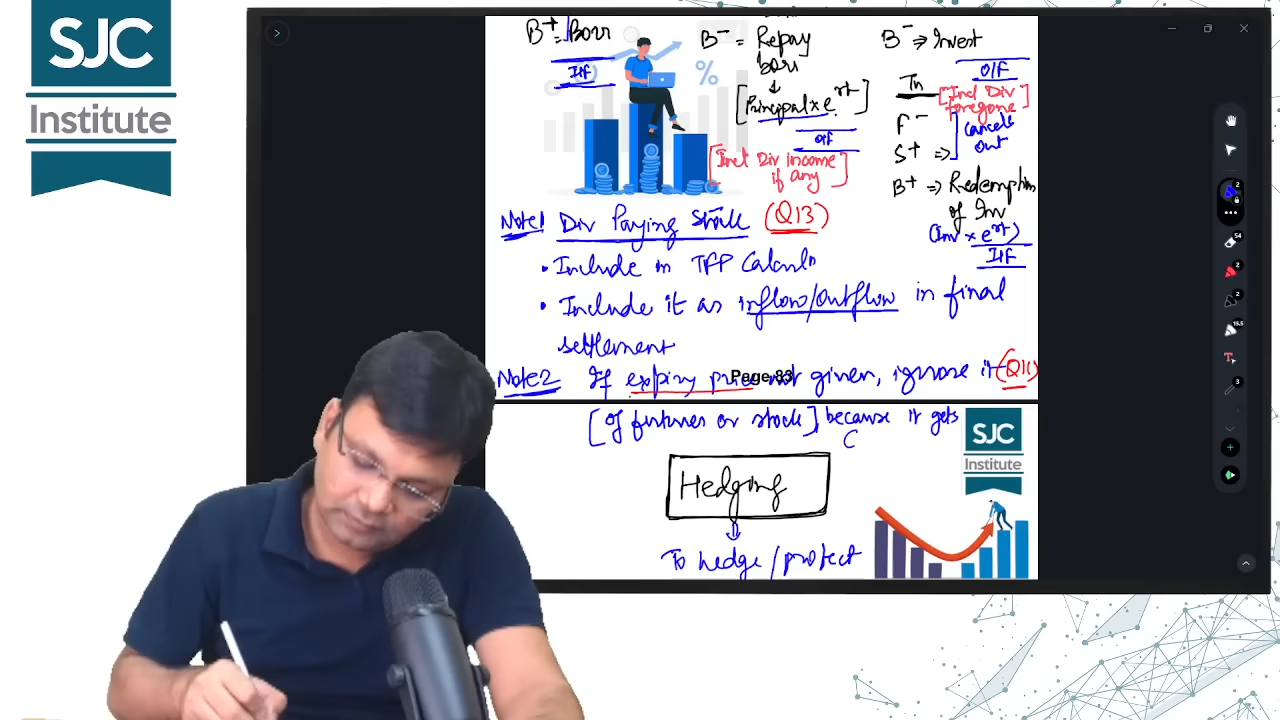 SJC
Institute
B+ = Borr
I/F
B- = Repay
borr
[Principal x e^rt]
O/F
[Incl Div income
if any]
B- ⇒ Invest
O/F
Tn
[Incl Div
foregone]
F-
S+ ⇒
Cancels
out
B+ ⇒ Redemption
of Inv
(Inv x e^rt)
I/F
%
Note1 Div Paying Stock (Q13)
• Include in TFP Calculn
• Include it as inflow/outflow in final
settlement
Note2 If expiry price not given, ignore it (Q11)
Page 83
[of futures or stock], because it gets
C
SJC
Institute
Hedging
To hedge/protect